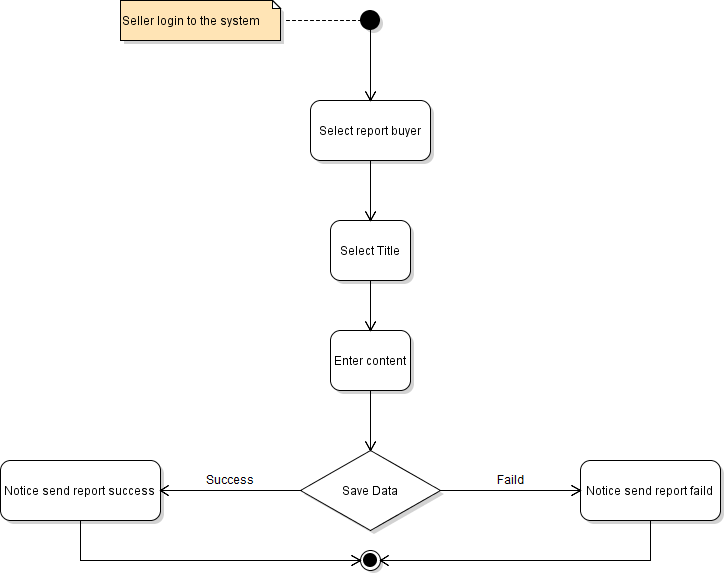 Seller login to the system
Select report buyer
Select Title
Enter content
Success
Save Data
Faild
Notice send report success
Notice send report faild